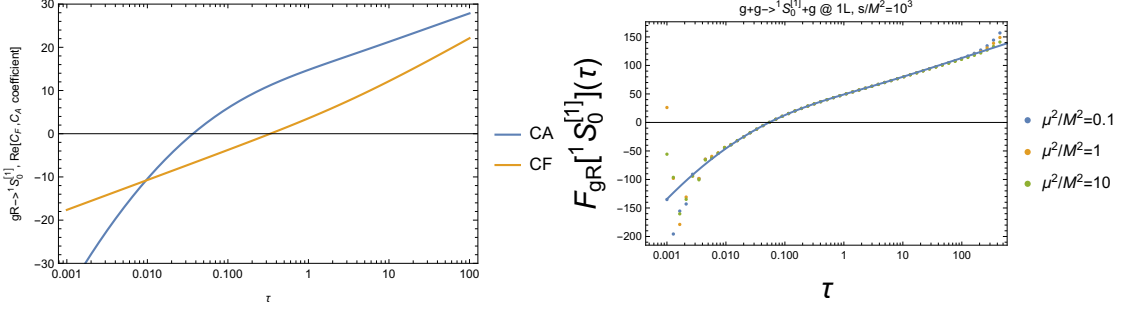 30
20
10
0
-10
-20
-30
0.001
0.010
0.100
1
10
100
τ
gR->¹S₀^[1], Re[C_F, C_A coefficient]
CA
CF
g+g->¹S₀^[1]+g @ 1L, s/M²=10³
150
100
50
0
-50
-100
-150
-200
0.001
0.010
0.100
1
10
100
τ
F_gR[¹S₀^[1]](τ)
μ²/M²=0.1
μ²/M²=1
μ²/M²=10